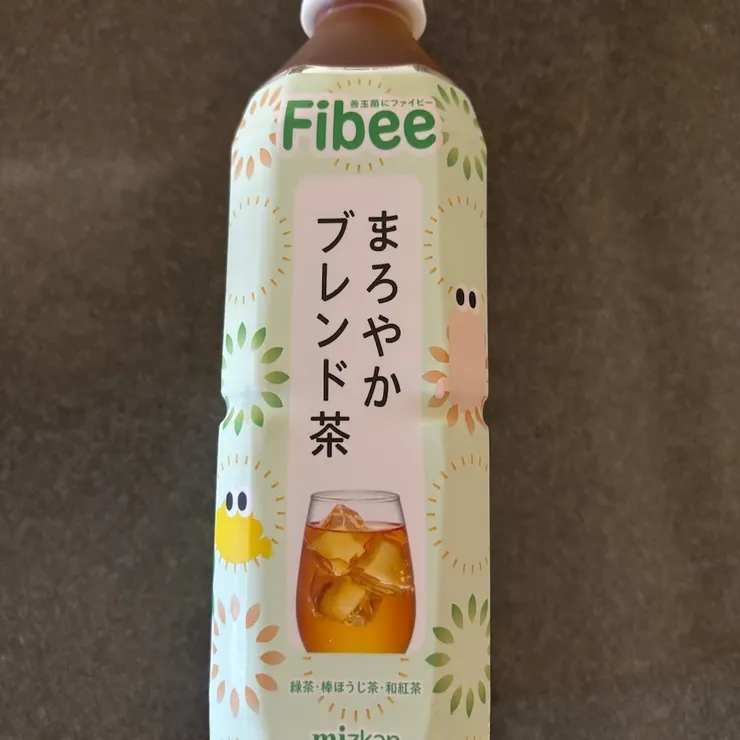 善玉菌にファイビー
Fibee
まろやか
ブレンド茶
緑茶・棒ほうじ茶・和紅茶
mizkan